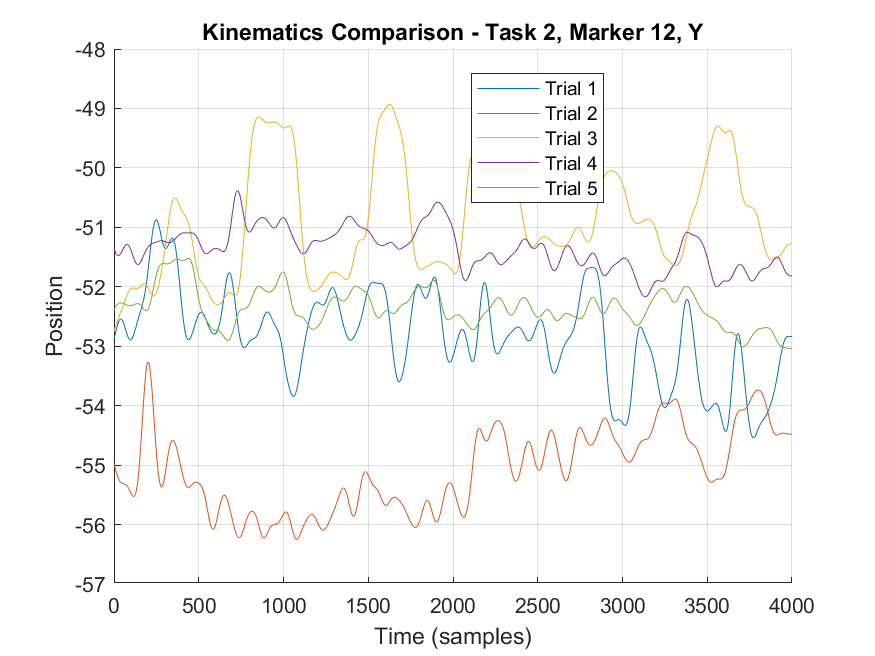 Kinematics Comparison - Task 2, Marker 12, Y
-48
-49
-50
-51
-52
-53
-54
-55
-56
-57
Position
Trial 1
Trial 2
Trial 3
Trial 4
Trial 5
0 500 1000 1500 2000 2500 3000 3500 4000
Time (samples)